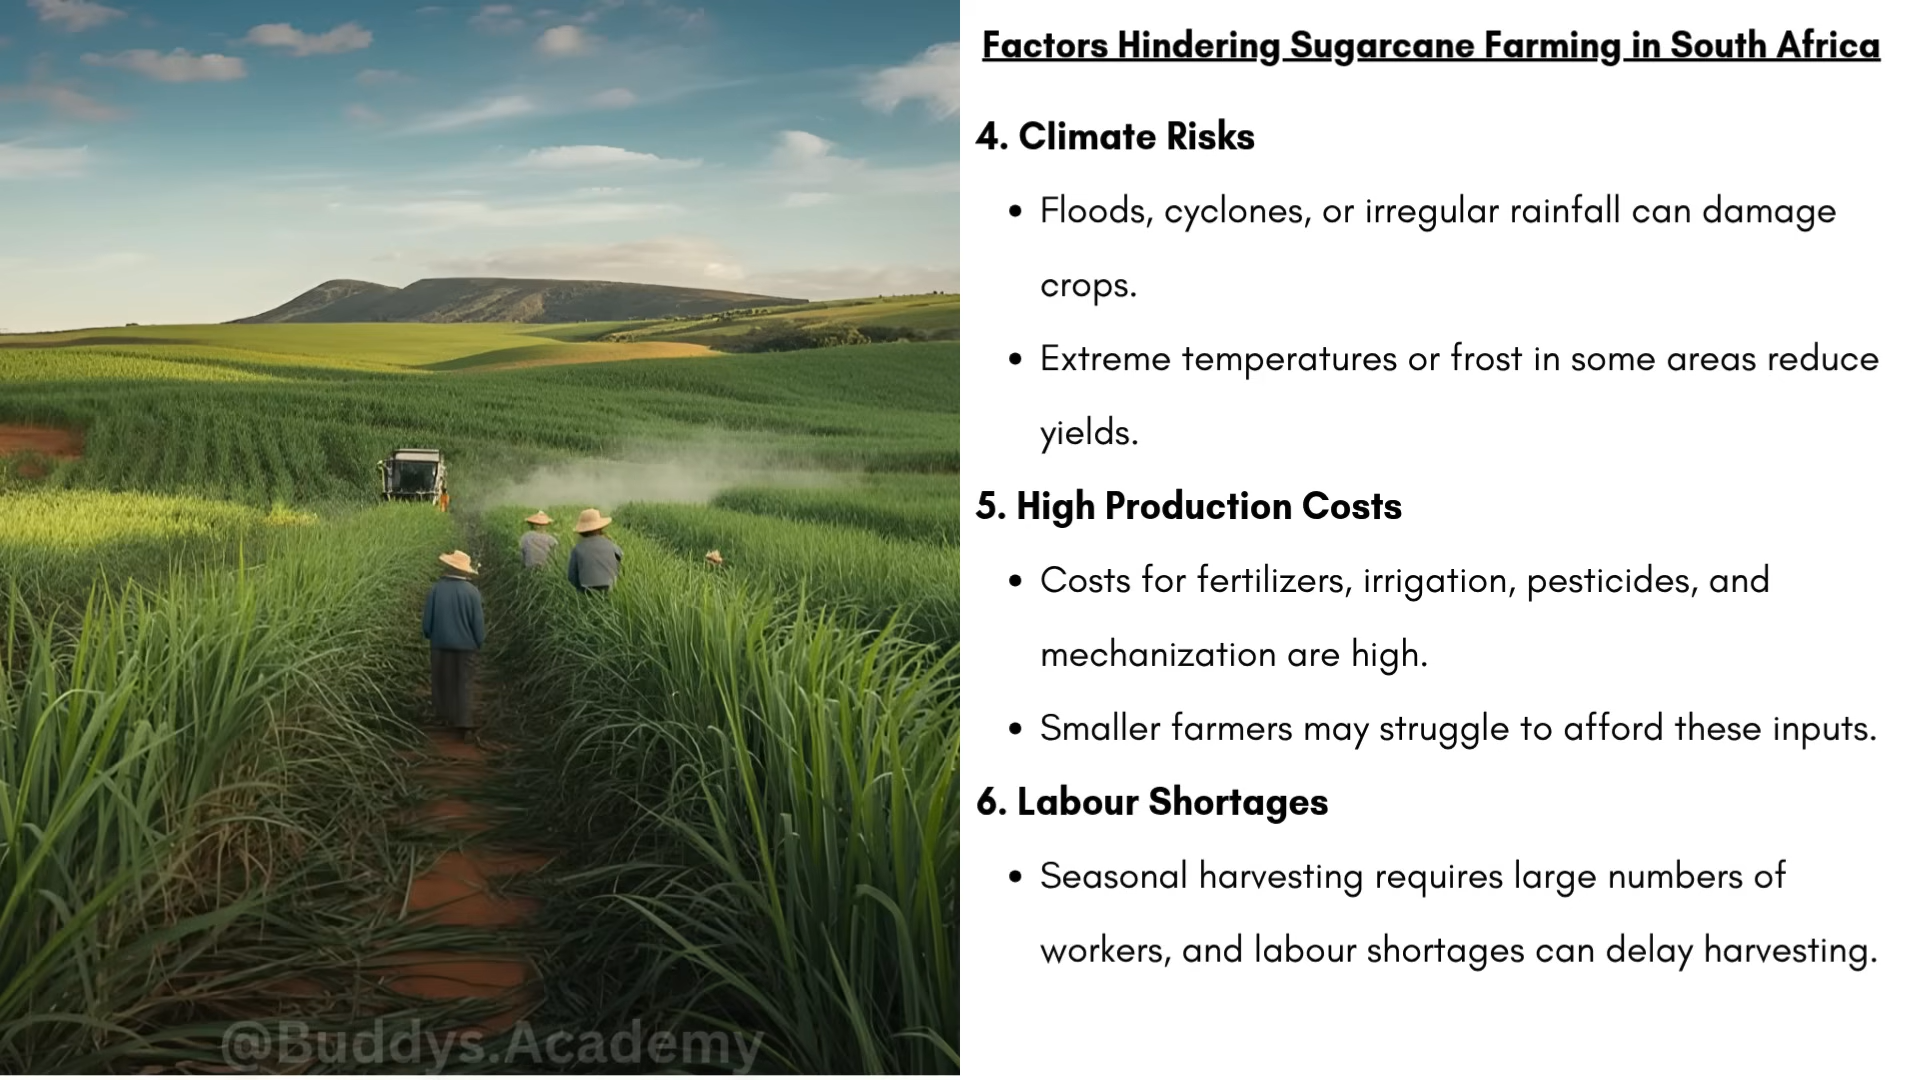 Factors Hindering Sugarcane Farming in South Africa
4. Climate Risks
• Floods, cyclones, or irregular rainfall can damage
crops.
• Extreme temperatures or frost in some areas reduce
yields.
5. High Production Costs
• Costs for fertilizers, irrigation, pesticides, and
mechanization are high.
• Smaller farmers may struggle to afford these inputs.
6. Labour Shortages
• Seasonal harvesting requires large numbers of
workers, and labour shortages can delay harvesting.
@Buddys.Academy